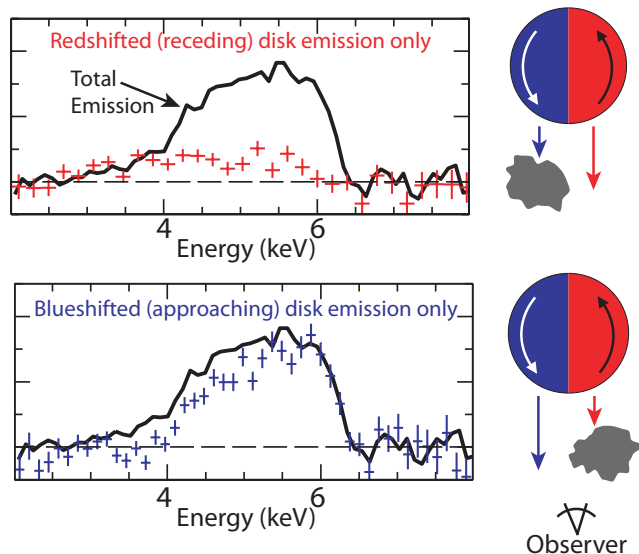 Redshifted (receding) disk emission only
Total
Emission
4
6
Energy (keV)
Blueshifted (approaching) disk emission only
4
6
Energy (keV)
Observer